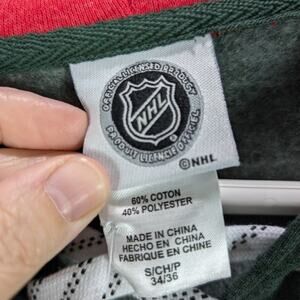 OFFICIAL LICENSED PRODUCT
NHL
PRODUIT LICENCIÉ OFFICIEL
©NHL
60% COTON
40% POLYESTER
MADE IN CHINA
HECHO EN CHINA
FABRIQUE EN CHINE
S/CH/P
34/36